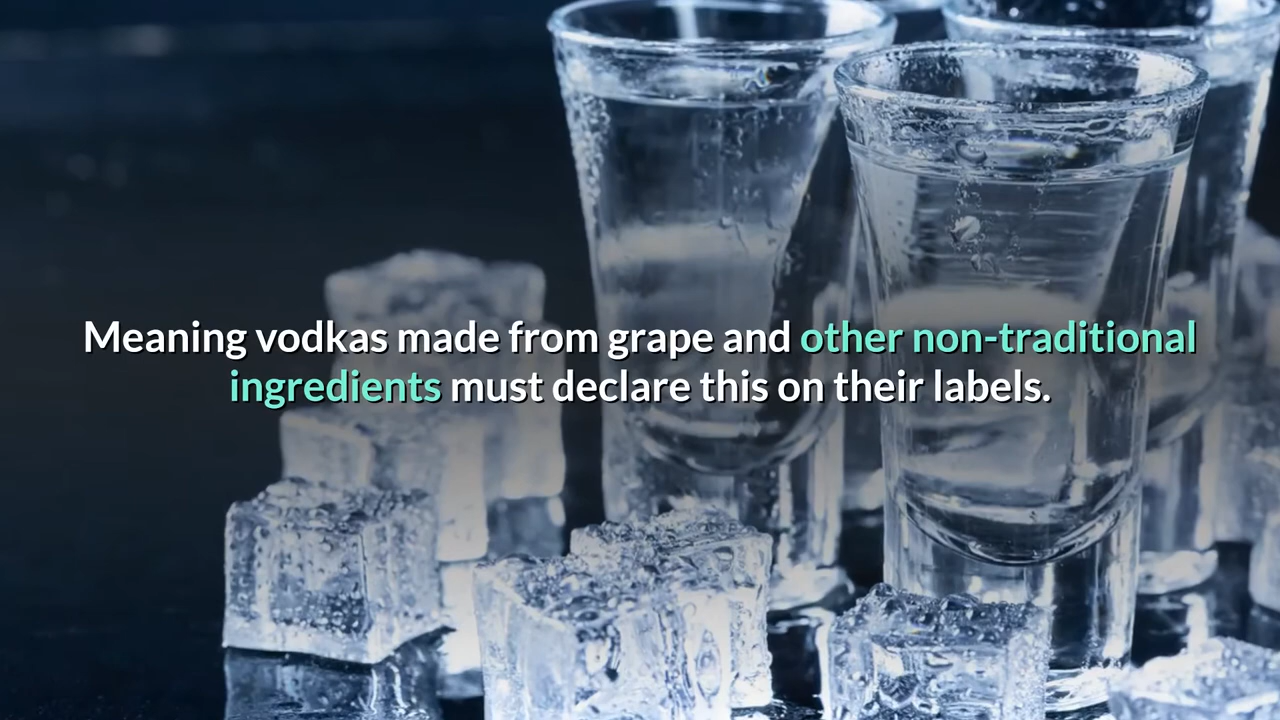 Meaning vodkas made from grape and other non-traditional
ingredients must declare this on their labels.